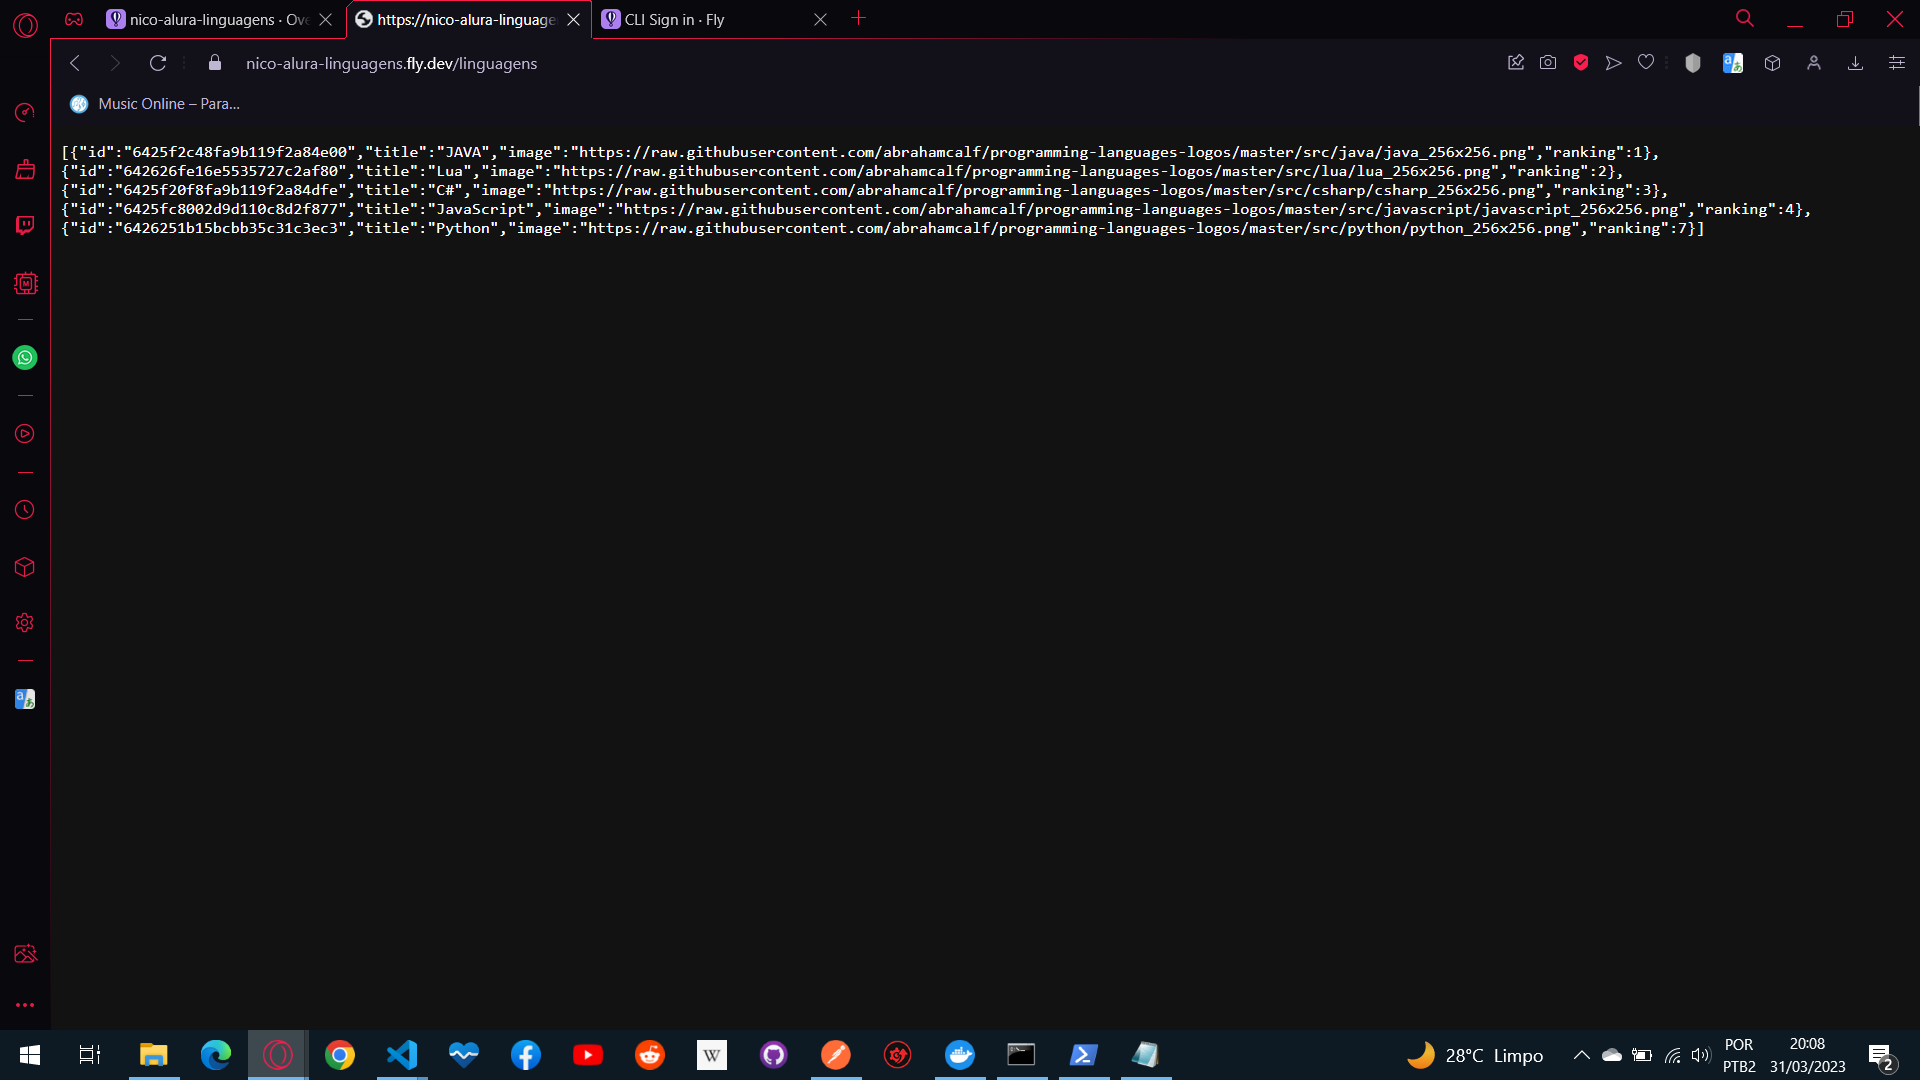 nico-alura-linguagens · Ove
https://nico-alura-linguage
CLI Sign in · Fly
nico-alura-linguagens.fly.dev/linguagens
Music Online – Para...
[{"id":"6425f2c48fa9b119f2a84e00","title":"JAVA","image":"https://raw.githubusercontent.com/abrahamcalf/programming-languages-logos/master/src/java/java_256x256.png","ranking":1},
{"id":"642626fe16e5535727c2af80","title":"Lua","image":"https://raw.githubusercontent.com/abrahamcalf/programming-languages-logos/master/src/lua/lua_256x256.png","ranking":2},
{"id":"6425f20f8fa9b119f2a84dfe","title":"C#","image":"https://raw.githubusercontent.com/abrahamcalf/programming-languages-logos/master/src/csharp/csharp_256x256.png","ranking":3},
{"id":"6425fc8002d9d110c8d2f877","title":"JavaScript","image":"https://raw.githubusercontent.com/abrahamcalf/programming-languages-logos/master/src/javascript/javascript_256x256.png","ranking":4},
{"id":"6426251b15bcbb35c31c3ec3","title":"Python","image":"https://raw.githubusercontent.com/abrahamcalf/programming-languages-logos/master/src/python/python_256x256.png","ranking":7}]
W
28°C Limpo
POR
PTB2
20:08
31/03/2023
2